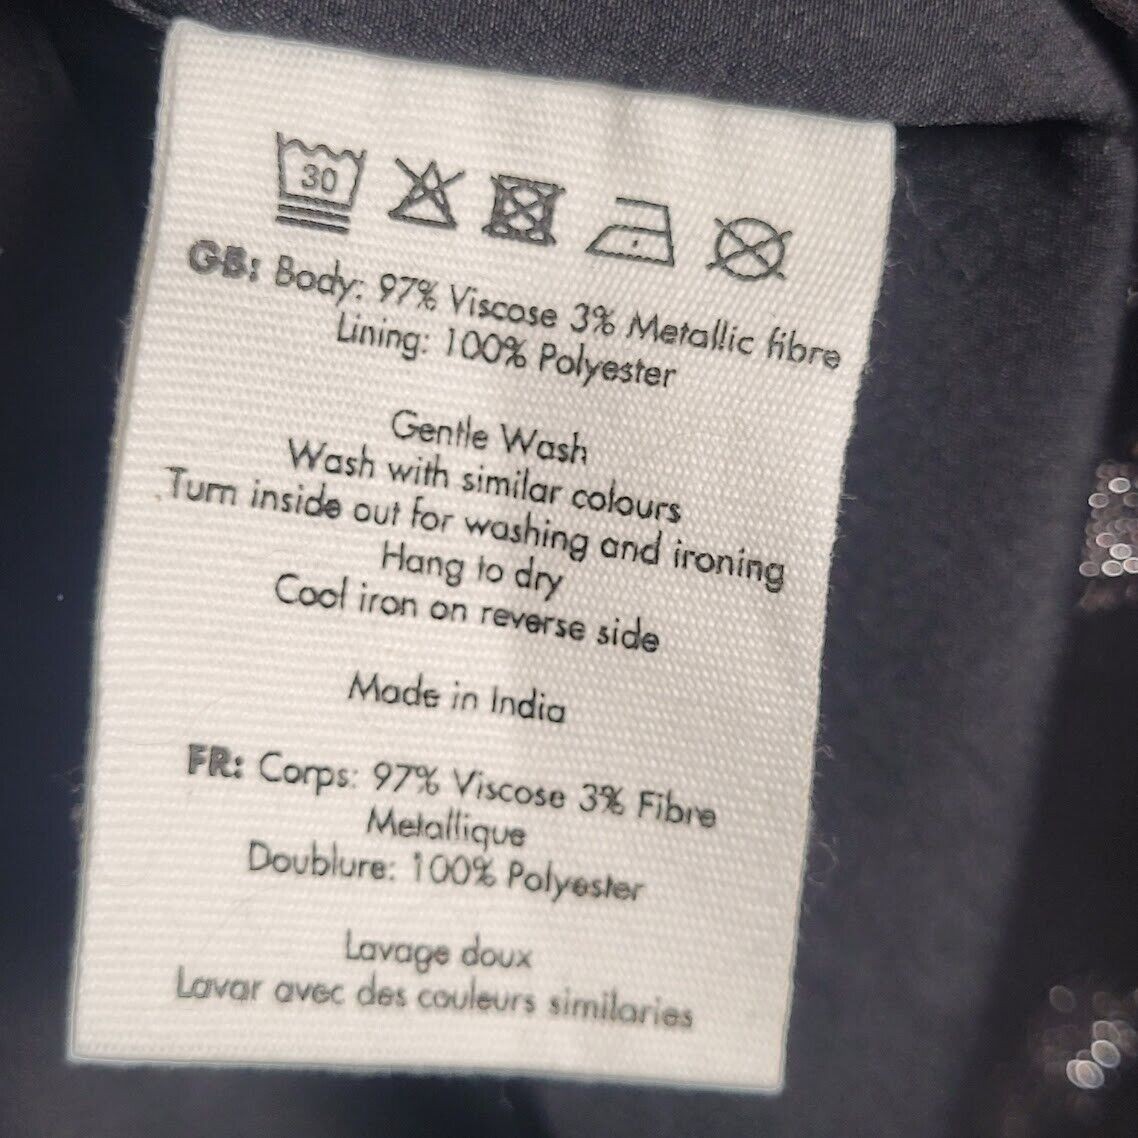 30
GB: Body: 97% Viscose 3% Metallic fibre
Lining: 100% Polyester
Gentle Wash
Wash with similar colours
Turn inside out for washing and ironing
Hang to dry
Cool iron on reverse side
Made in India
FR: Corps: 97% Viscose 3% Fibre
Metallique
Doublure: 100% Polyester
Lavage doux
Lavar avec des couleurs similaries